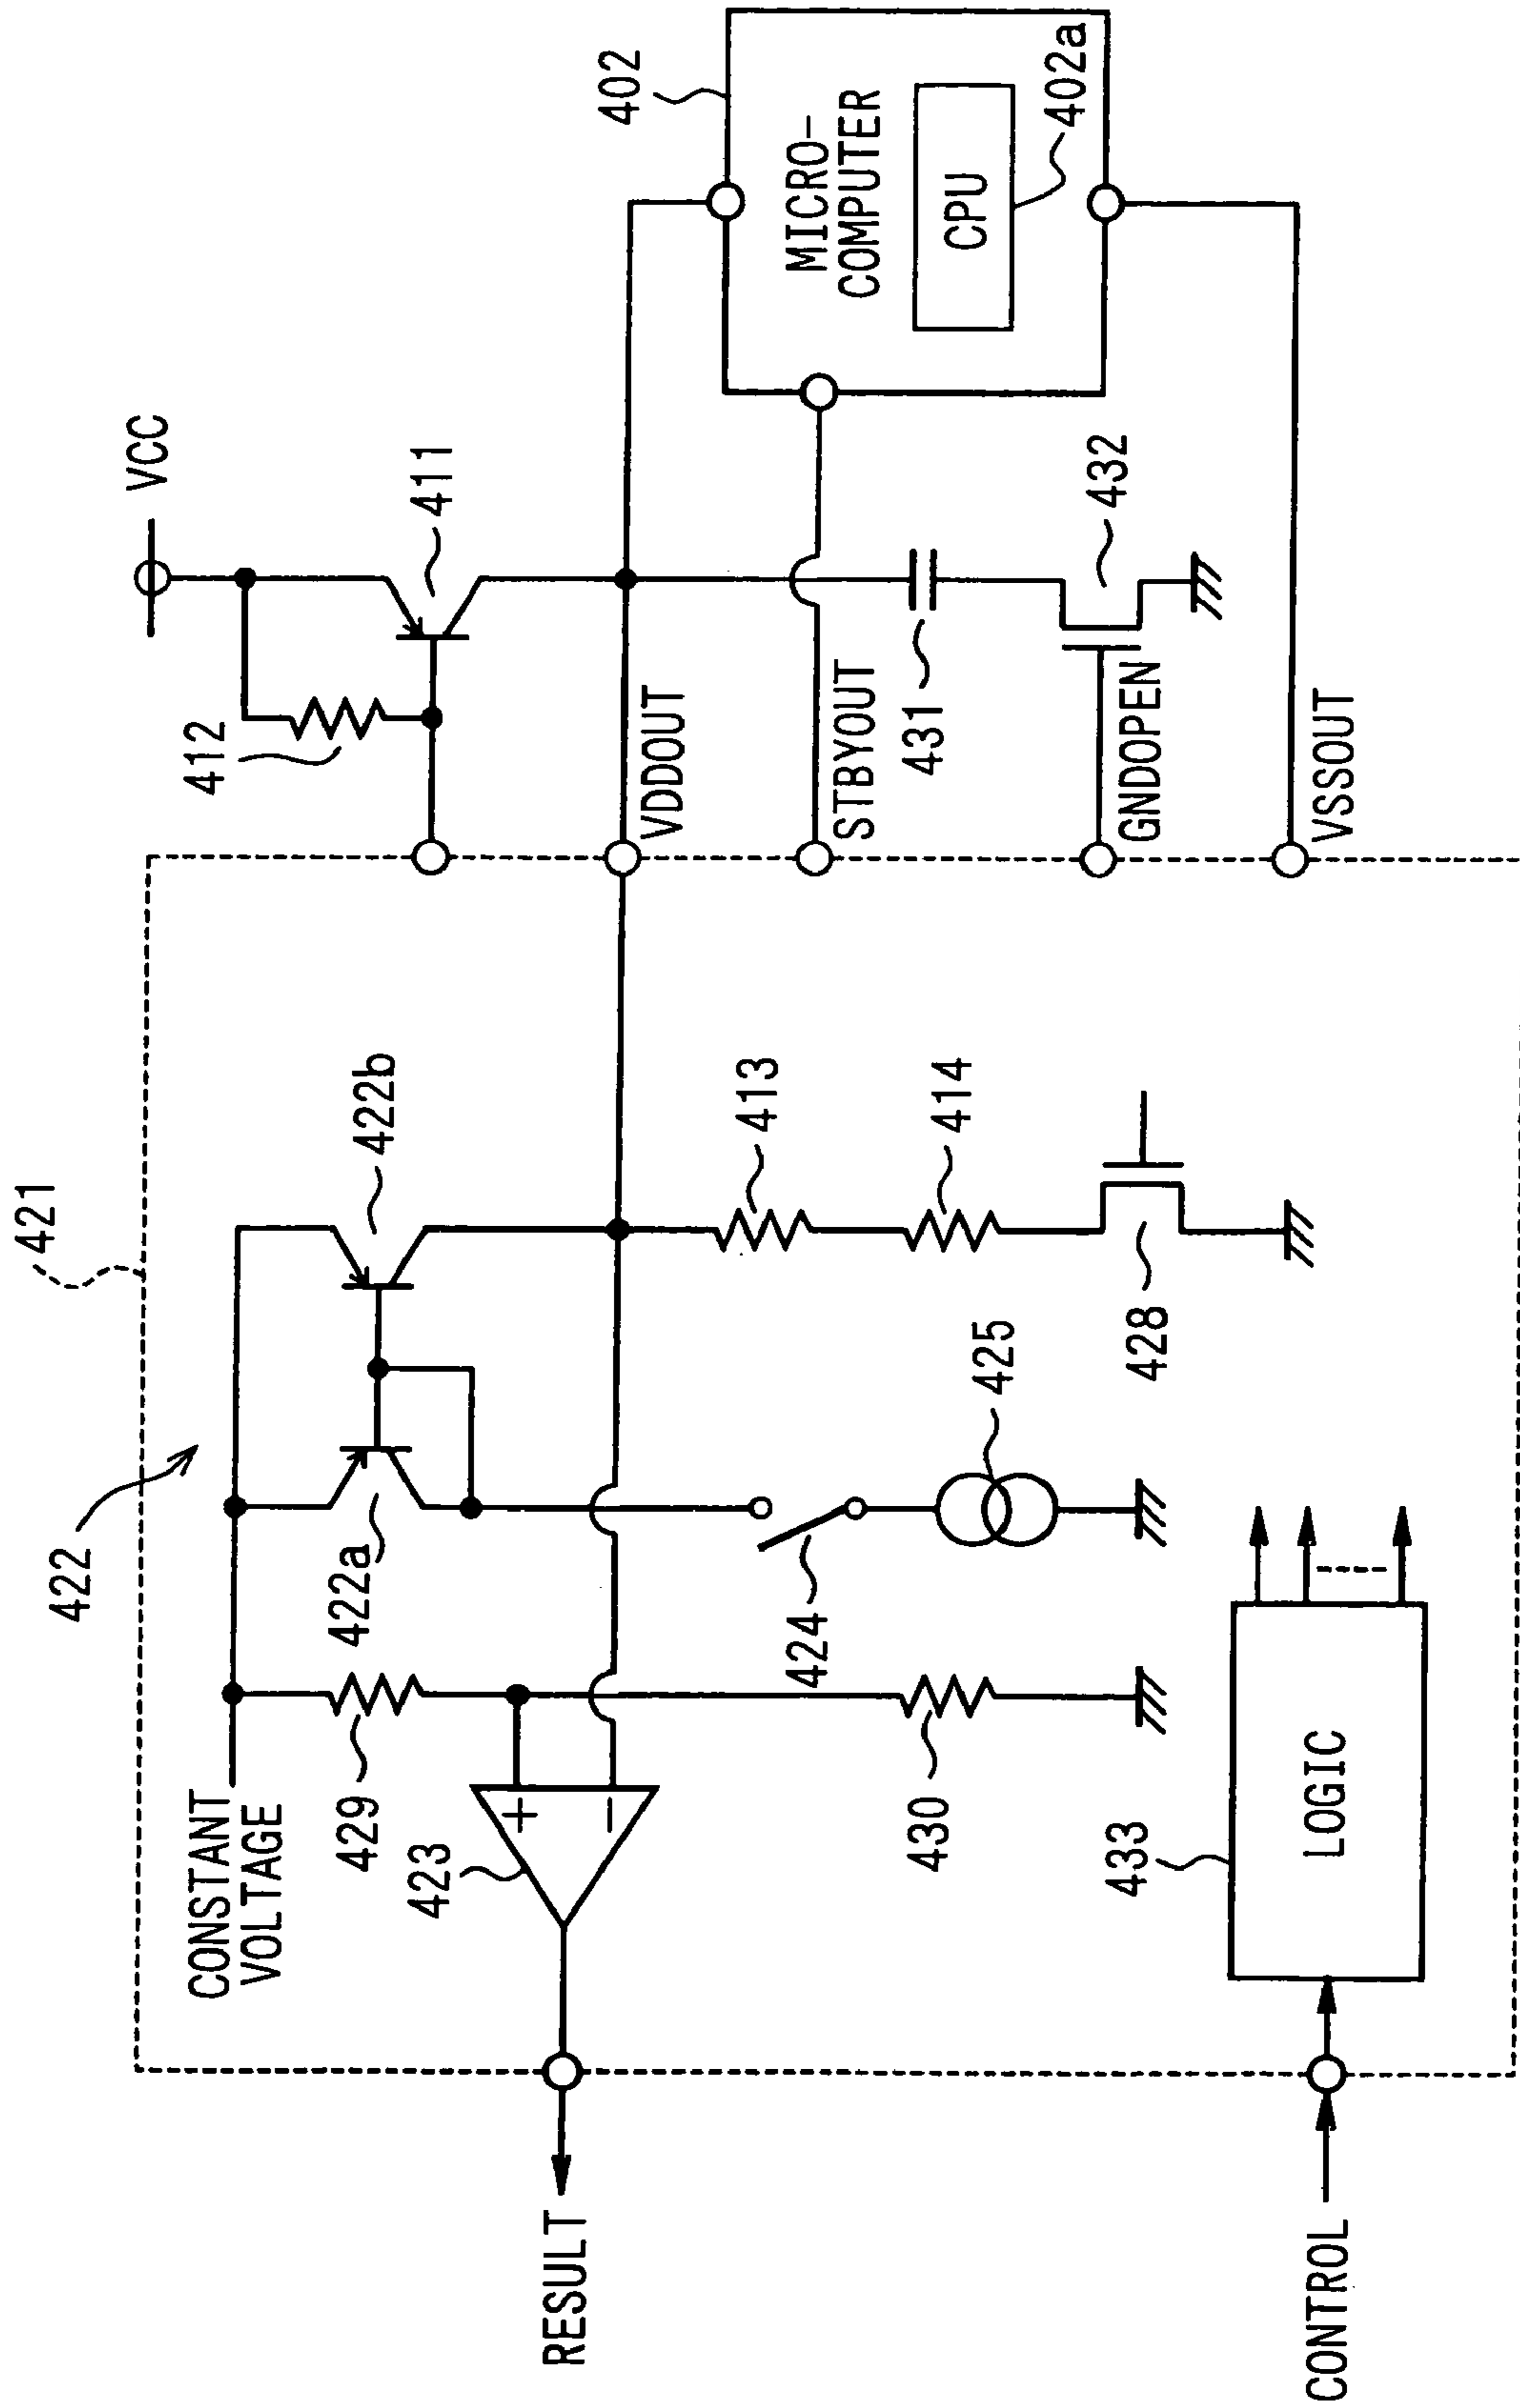 421
422
CONSTANT
VOLTAGE
422a
422b
429
423
RESULT
424
425
430
413
414
428
433
LOGIC
CONTROL
VCC
411
412
VDDOUT
STBYOUT
431
432
GNDOPEN
VSSOUT
402
MICRO-
COMPUTER
CPU
402a
+
−